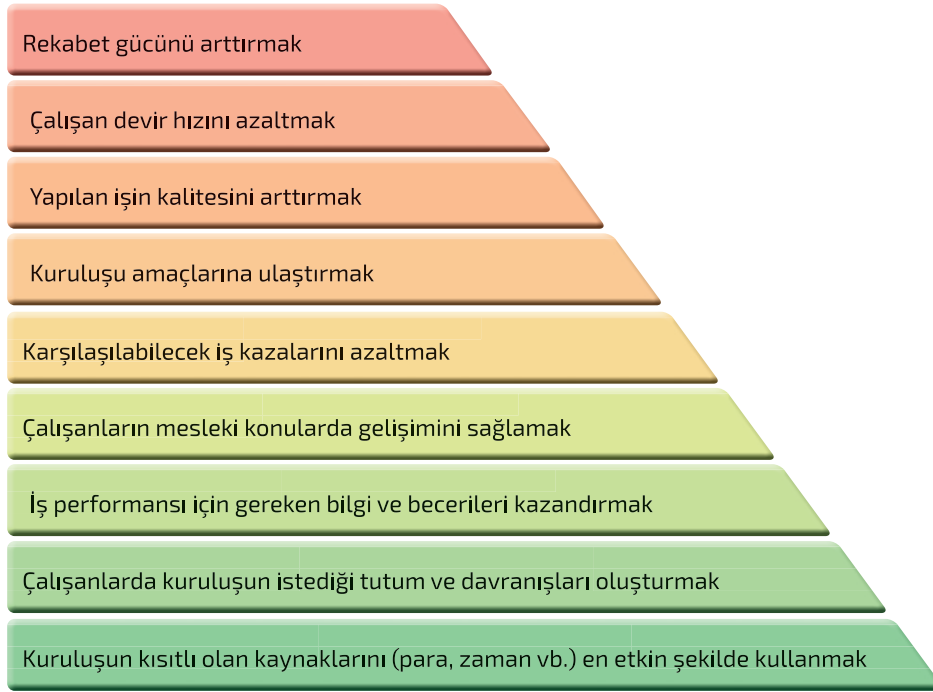 Rekabet gücünü arttırmak
Çalışan devir hızını azaltmak
Yapılan işin kalitesini arttırmak
Kuruluşu amaçlarına ulaştırmak
Karşılaşılabilecek iş kazalarını azaltmak
Çalışanların mesleki konularda gelişimini sağlamak
İş performansı için gereken bilgi ve becerileri kazandırmak
Çalışanlarda kuruluşun istediği tutum ve davranışları oluşturmak
Kuruluşun kısıtlı olan kaynaklarını (para, zaman vb.) en etkin şekilde kullanmak